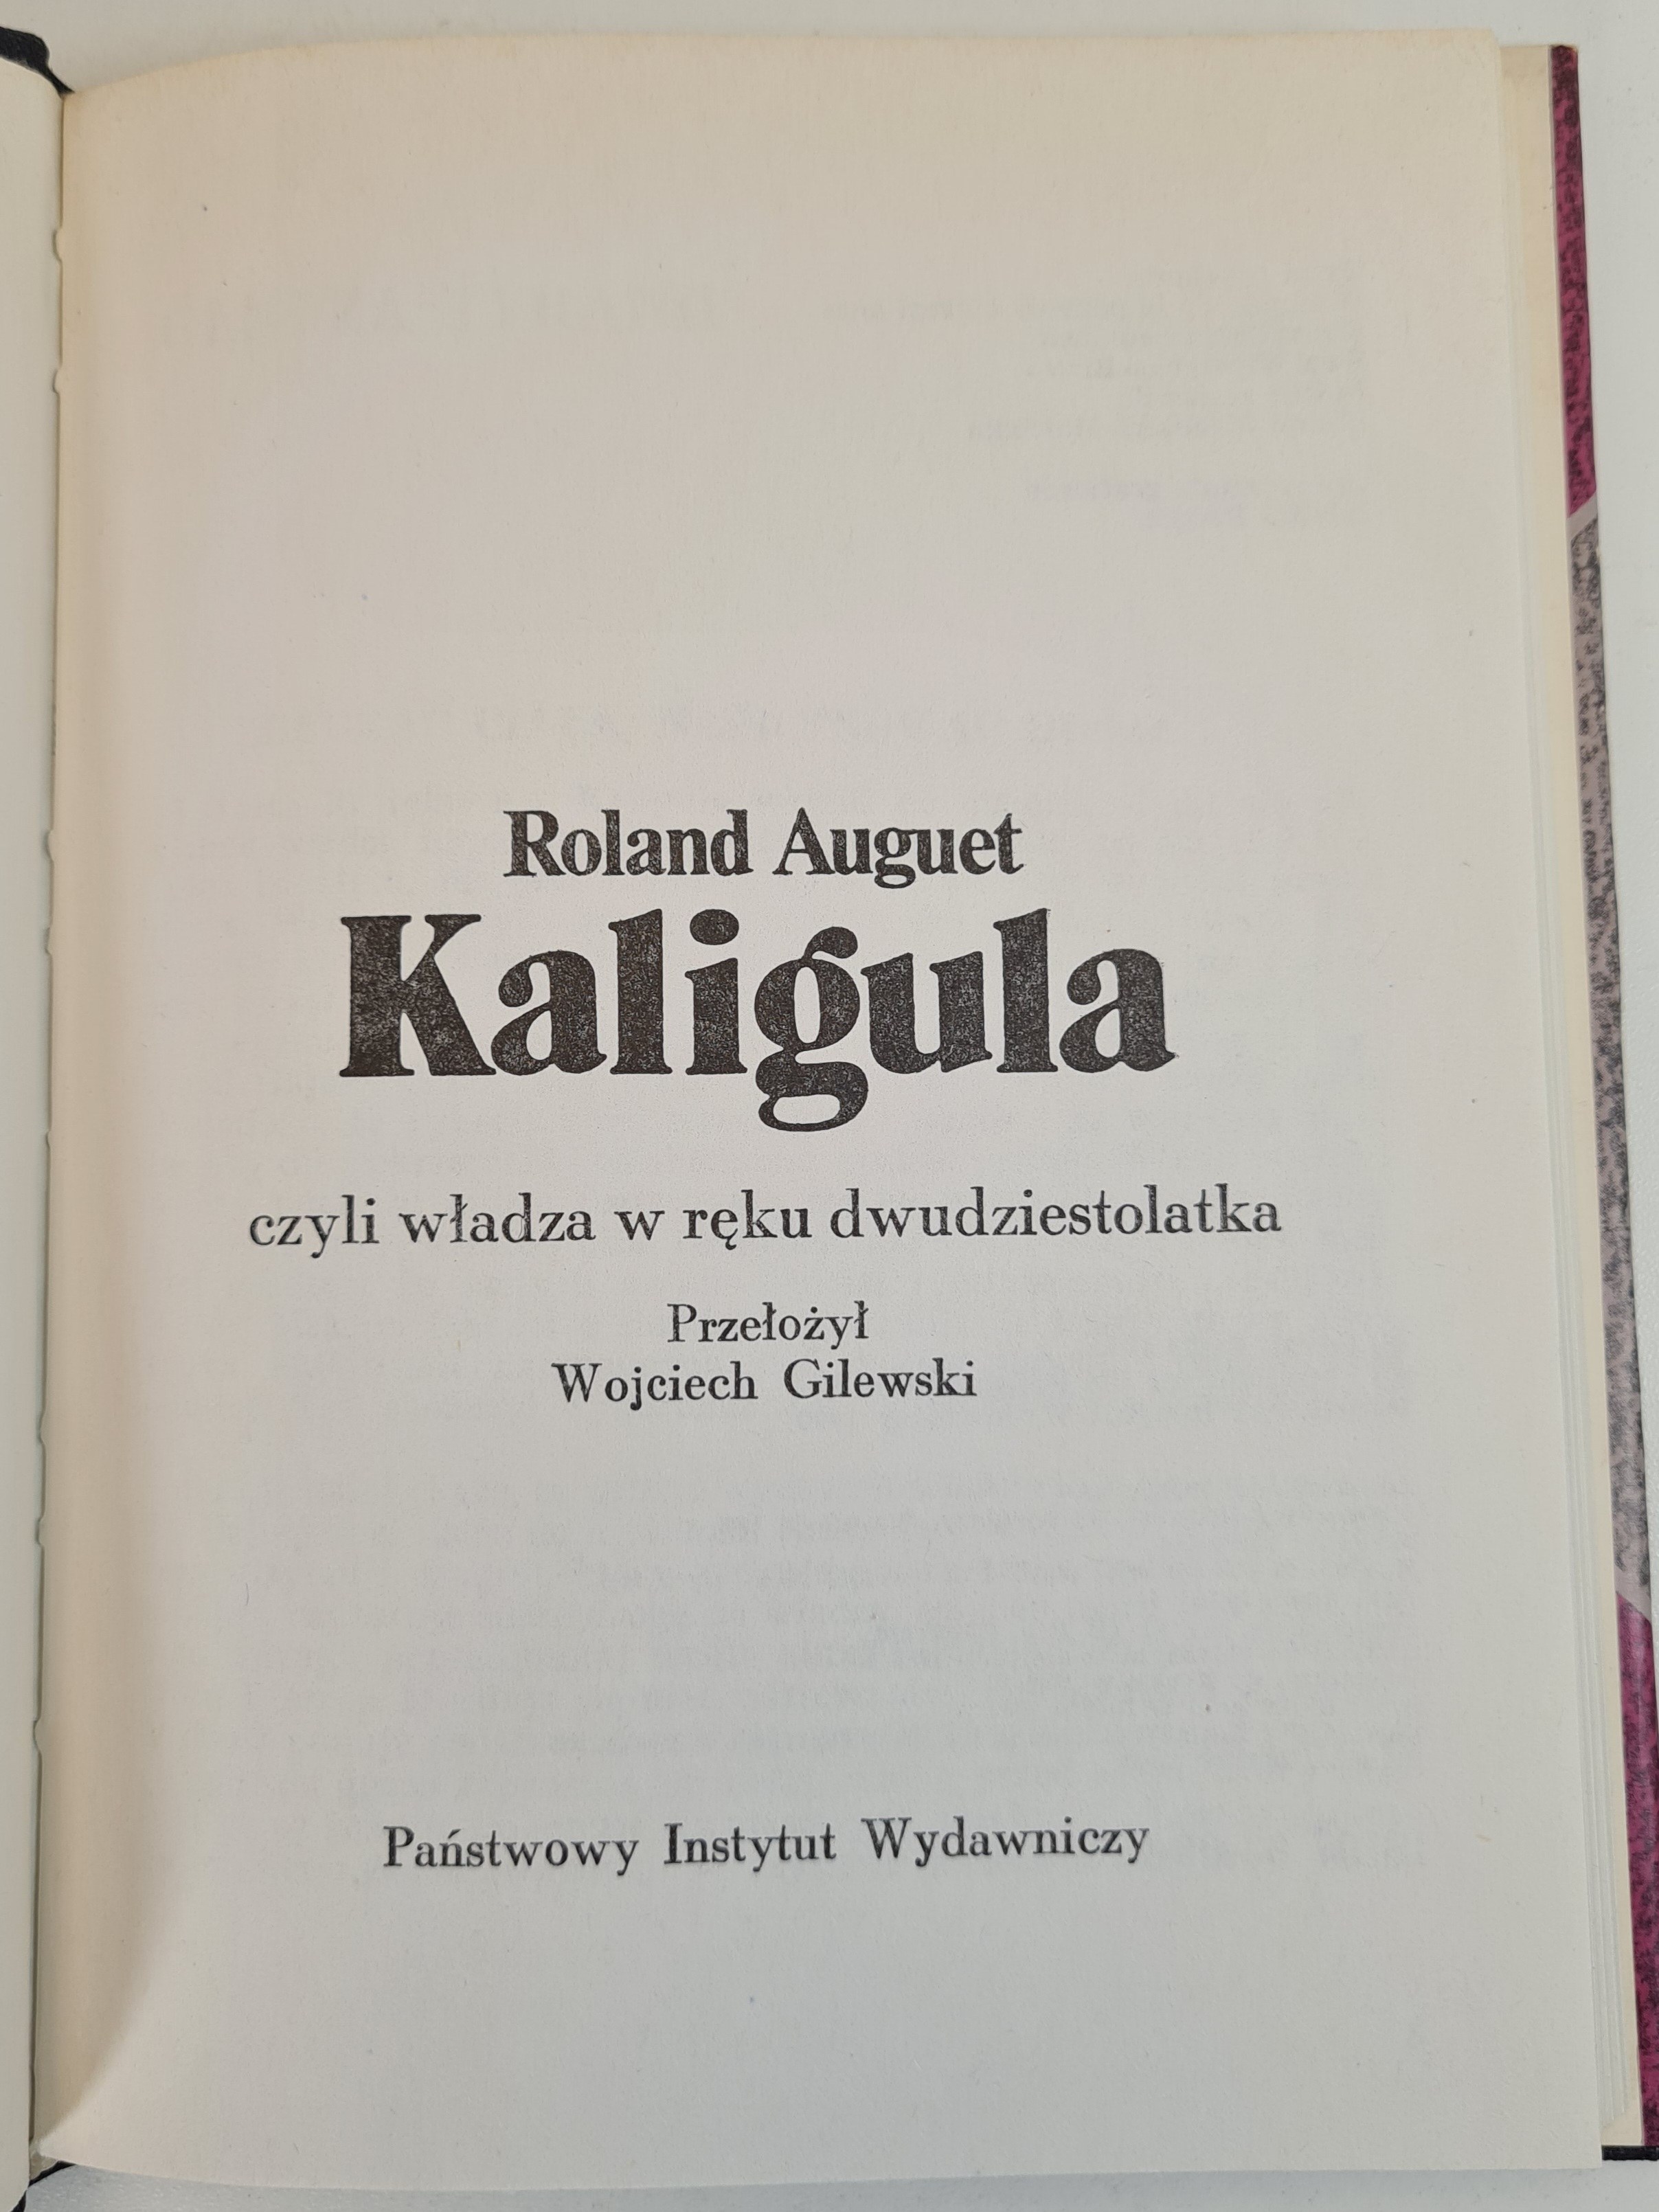 Roland Auguet
Kaligula
czyli władza w ręku dwudziestolatka
Przełożył
Wojciech Gilewski
Państwowy Instytut Wydawniczy